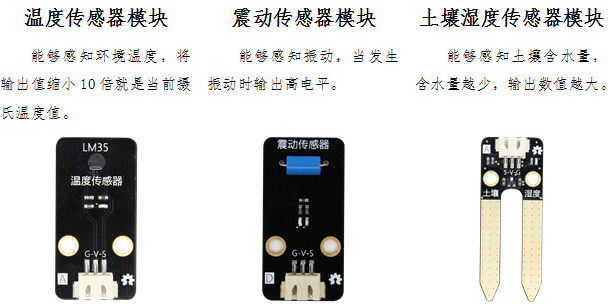 温度传感器模块
能够感知环境温度，将
输出值缩小10倍就是当前摄
氏温度值。
LM35
温度传感器
G-V-S
A
震动传感器模块
能够感知振动，当发生
振动时输出高电平。
震动传感器
G-V-S
D
土壤湿度传感器模块
能够感知土壤含水量，
含水量越少，输出数值越大。
A
S-V-G
土壤
湿度